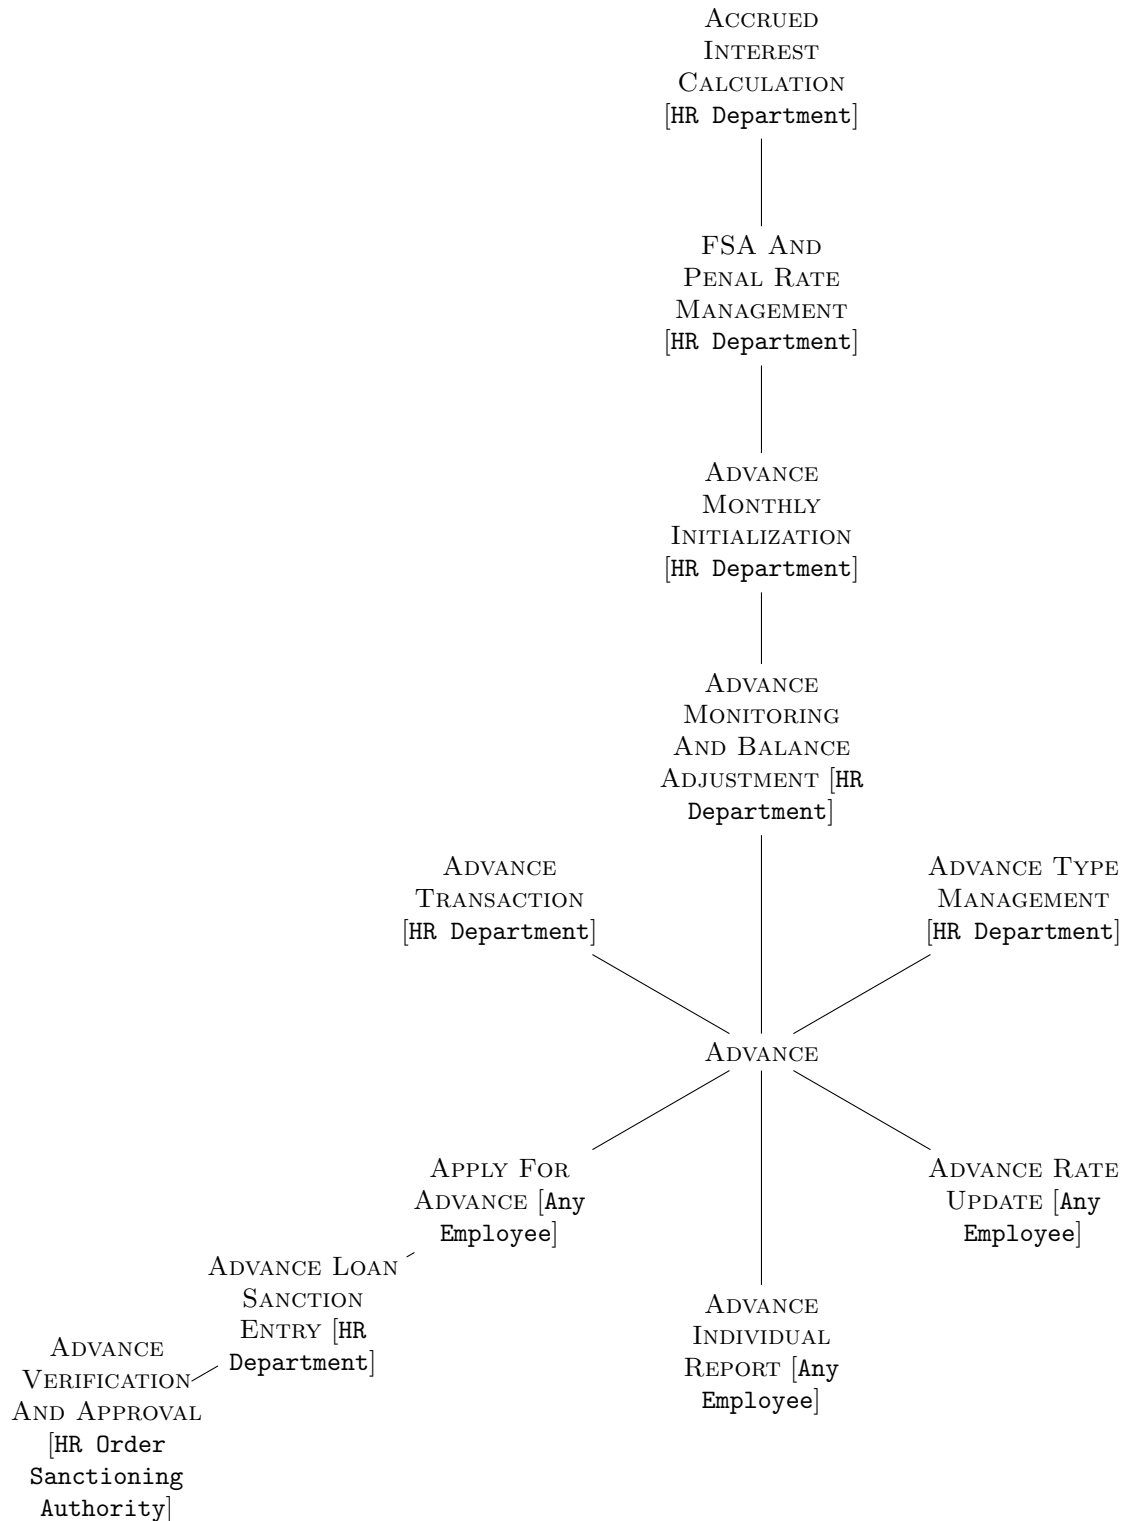 Accrued
Interest
Calculation
[HR Department]
FSA And
Penal Rate
Management
[HR Department]
Advance
Monthly
Initialization
[HR Department]
Advance
Monitoring
And Balance
Adjustment [HR
Department]
Advance
Transaction
[HR Department]
Advance Type
Management
[HR Department]
Advance
Apply For
Advance [Any
Employee]
Advance Rate
Update [Any
Employee]
Advance Loan
Sanction
Entry [HR
Department]
Advance
Individual
Report [Any
Employee]
Advance
Verification
And Approval
[HR Order
Sanctioning
Authority]